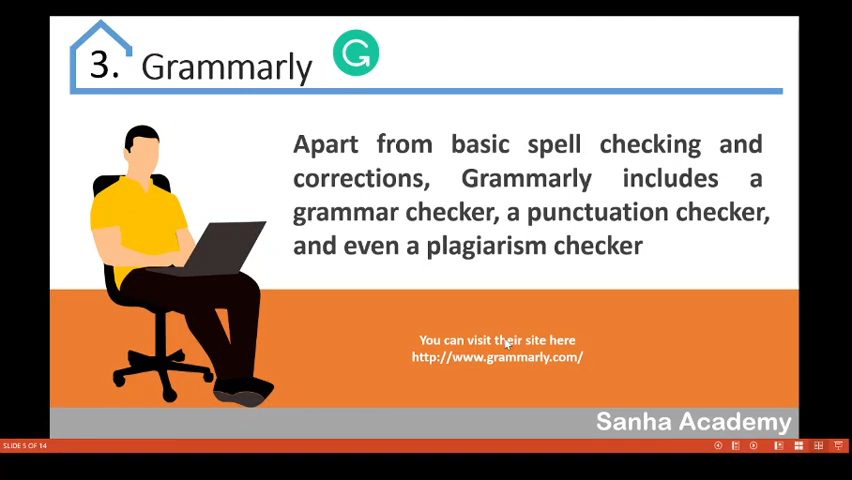 3. Grammarly
Apart from basic spell checking and
corrections, Grammarly includes a
grammar checker, a punctuation checker,
and even a plagiarism checker
You can visit their site here
http://www.grammarly.com/
Sanha Academy
SLIDE 5 OF 14